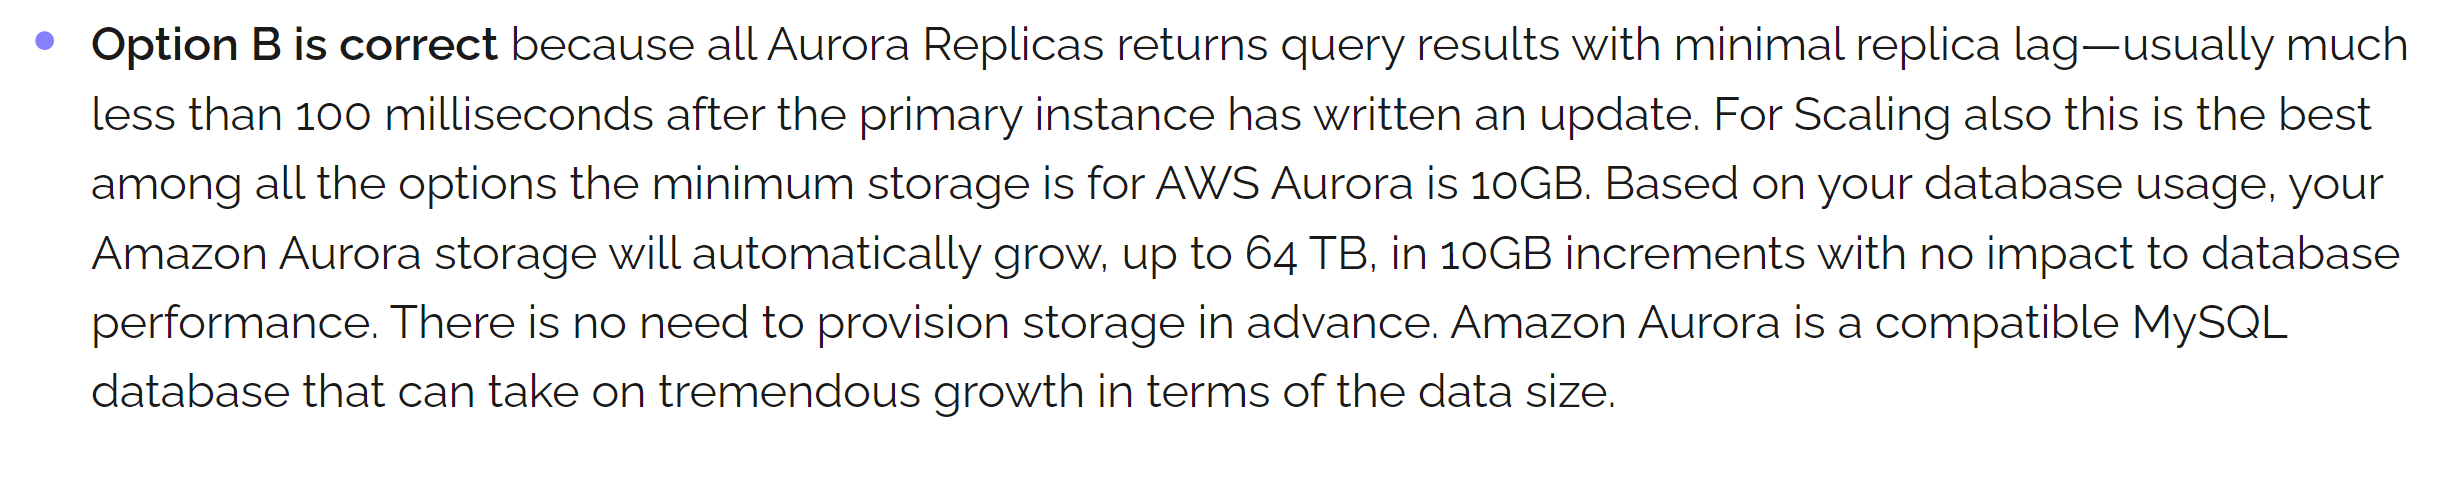 Option B is correct because all Aurora Replicas returns query results with minimal replica lag—usually much
less than 100 milliseconds after the primary instance has written an update. For Scaling also this is the best
among all the options the minimum storage is for AWS Aurora is 10GB. Based on your database usage, your
Amazon Aurora storage will automatically grow, up to 64 TB, in 10GB increments with no impact to database
performance. There is no need to provision storage in advance. Amazon Aurora is a compatible MySQL
database that can take on tremendous growth in terms of the data size.